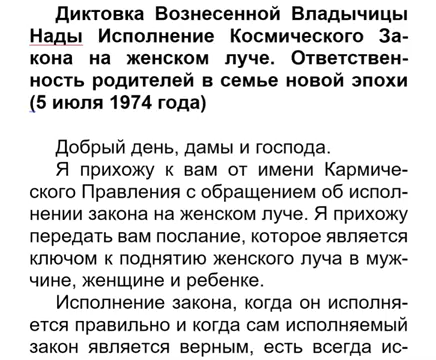 Диктовка Вознесенной Владычицы
Нады Исполнение Космического За-
кона на женском луче. Ответствен-
ность родителей в семье новой эпохи
(5 июля 1974 года)
Добрый день, дамы и господа.
Я прихожу к вам от имени Кармиче-
ского Правления с обращением об испол-
нении закона на женском луче. Я прихожу
передать вам послание, которое является
ключом к поднятию женского луча в муж-
чине, женщине и ребенке.
Исполнение закона, когда он исполня-
ется правильно и когда сам исполняемый
закон является верным, есть всегда ис-